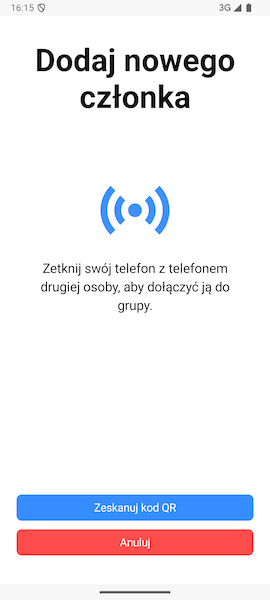 16:15 3G
Dodaj nowego
członka
Zetknij swój telefon z telefonem
drugiej osoby, aby dołączyć ją do
grupy.
Zeskanuj kod QR
Anuluj